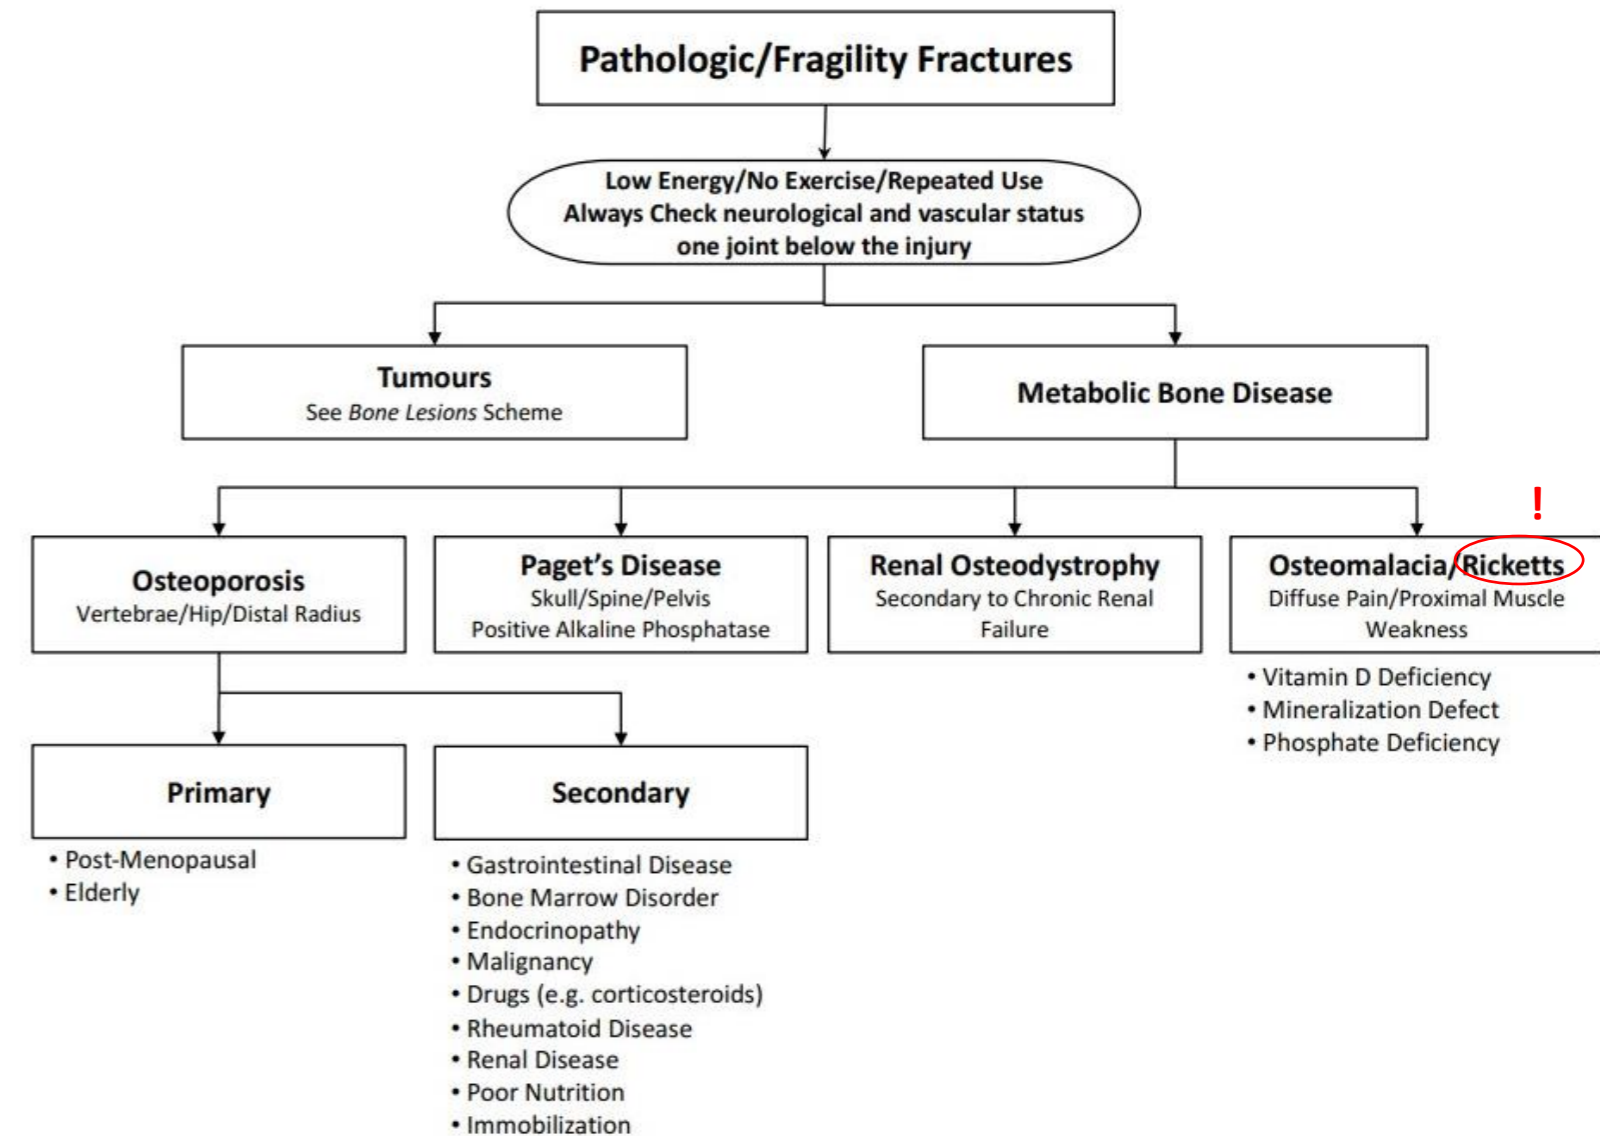 Pathologic/Fragility Fractures
Low Energy/No Exercise/Repeated Use
Always Check neurological and vascular status
one joint below the injury
Tumours
See Bone Lesions Scheme
Metabolic Bone Disease
!
Osteoporosis
Vertebrae/Hip/Distal Radius
Paget's Disease
Skull/Spine/Pelvis
Positive Alkaline Phosphatase
Renal Osteodystrophy
Secondary to Chronic Renal
Failure
Osteomalacia/Ricketts
Diffuse Pain/Proximal Muscle
Weakness
• Vitamin D Deficiency
• Mineralization Defect
• Phosphate Deficiency
Primary
• Post-Menopausal
• Elderly
Secondary
• Gastrointestinal Disease
• Bone Marrow Disorder
• Endocrinopathy
• Malignancy
• Drugs (e.g. corticosteroids)
• Rheumatoid Disease
• Renal Disease
• Poor Nutrition
• Immobilization